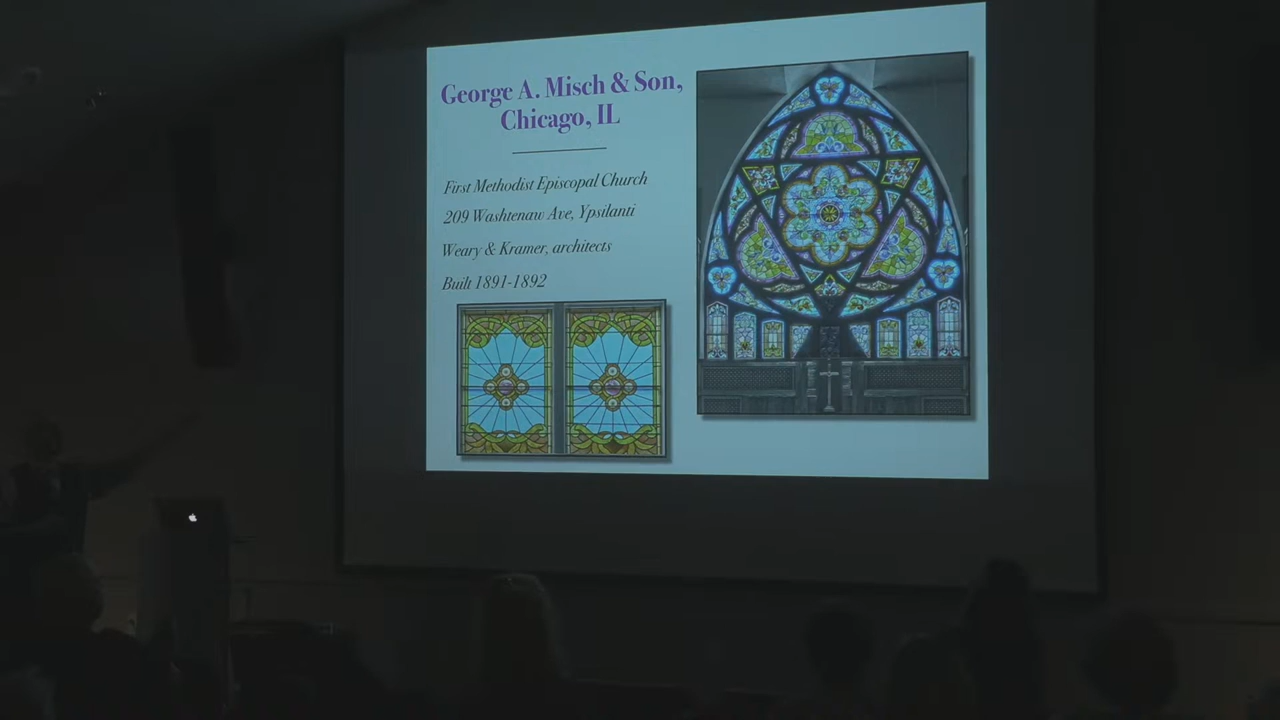 George A. Misch & Son,
Chicago, IL
First Methodist Episcopal Church
209 Washtenaw Ave, Ypsilanti
Weary & Kramer, architects
Built 1891-1892